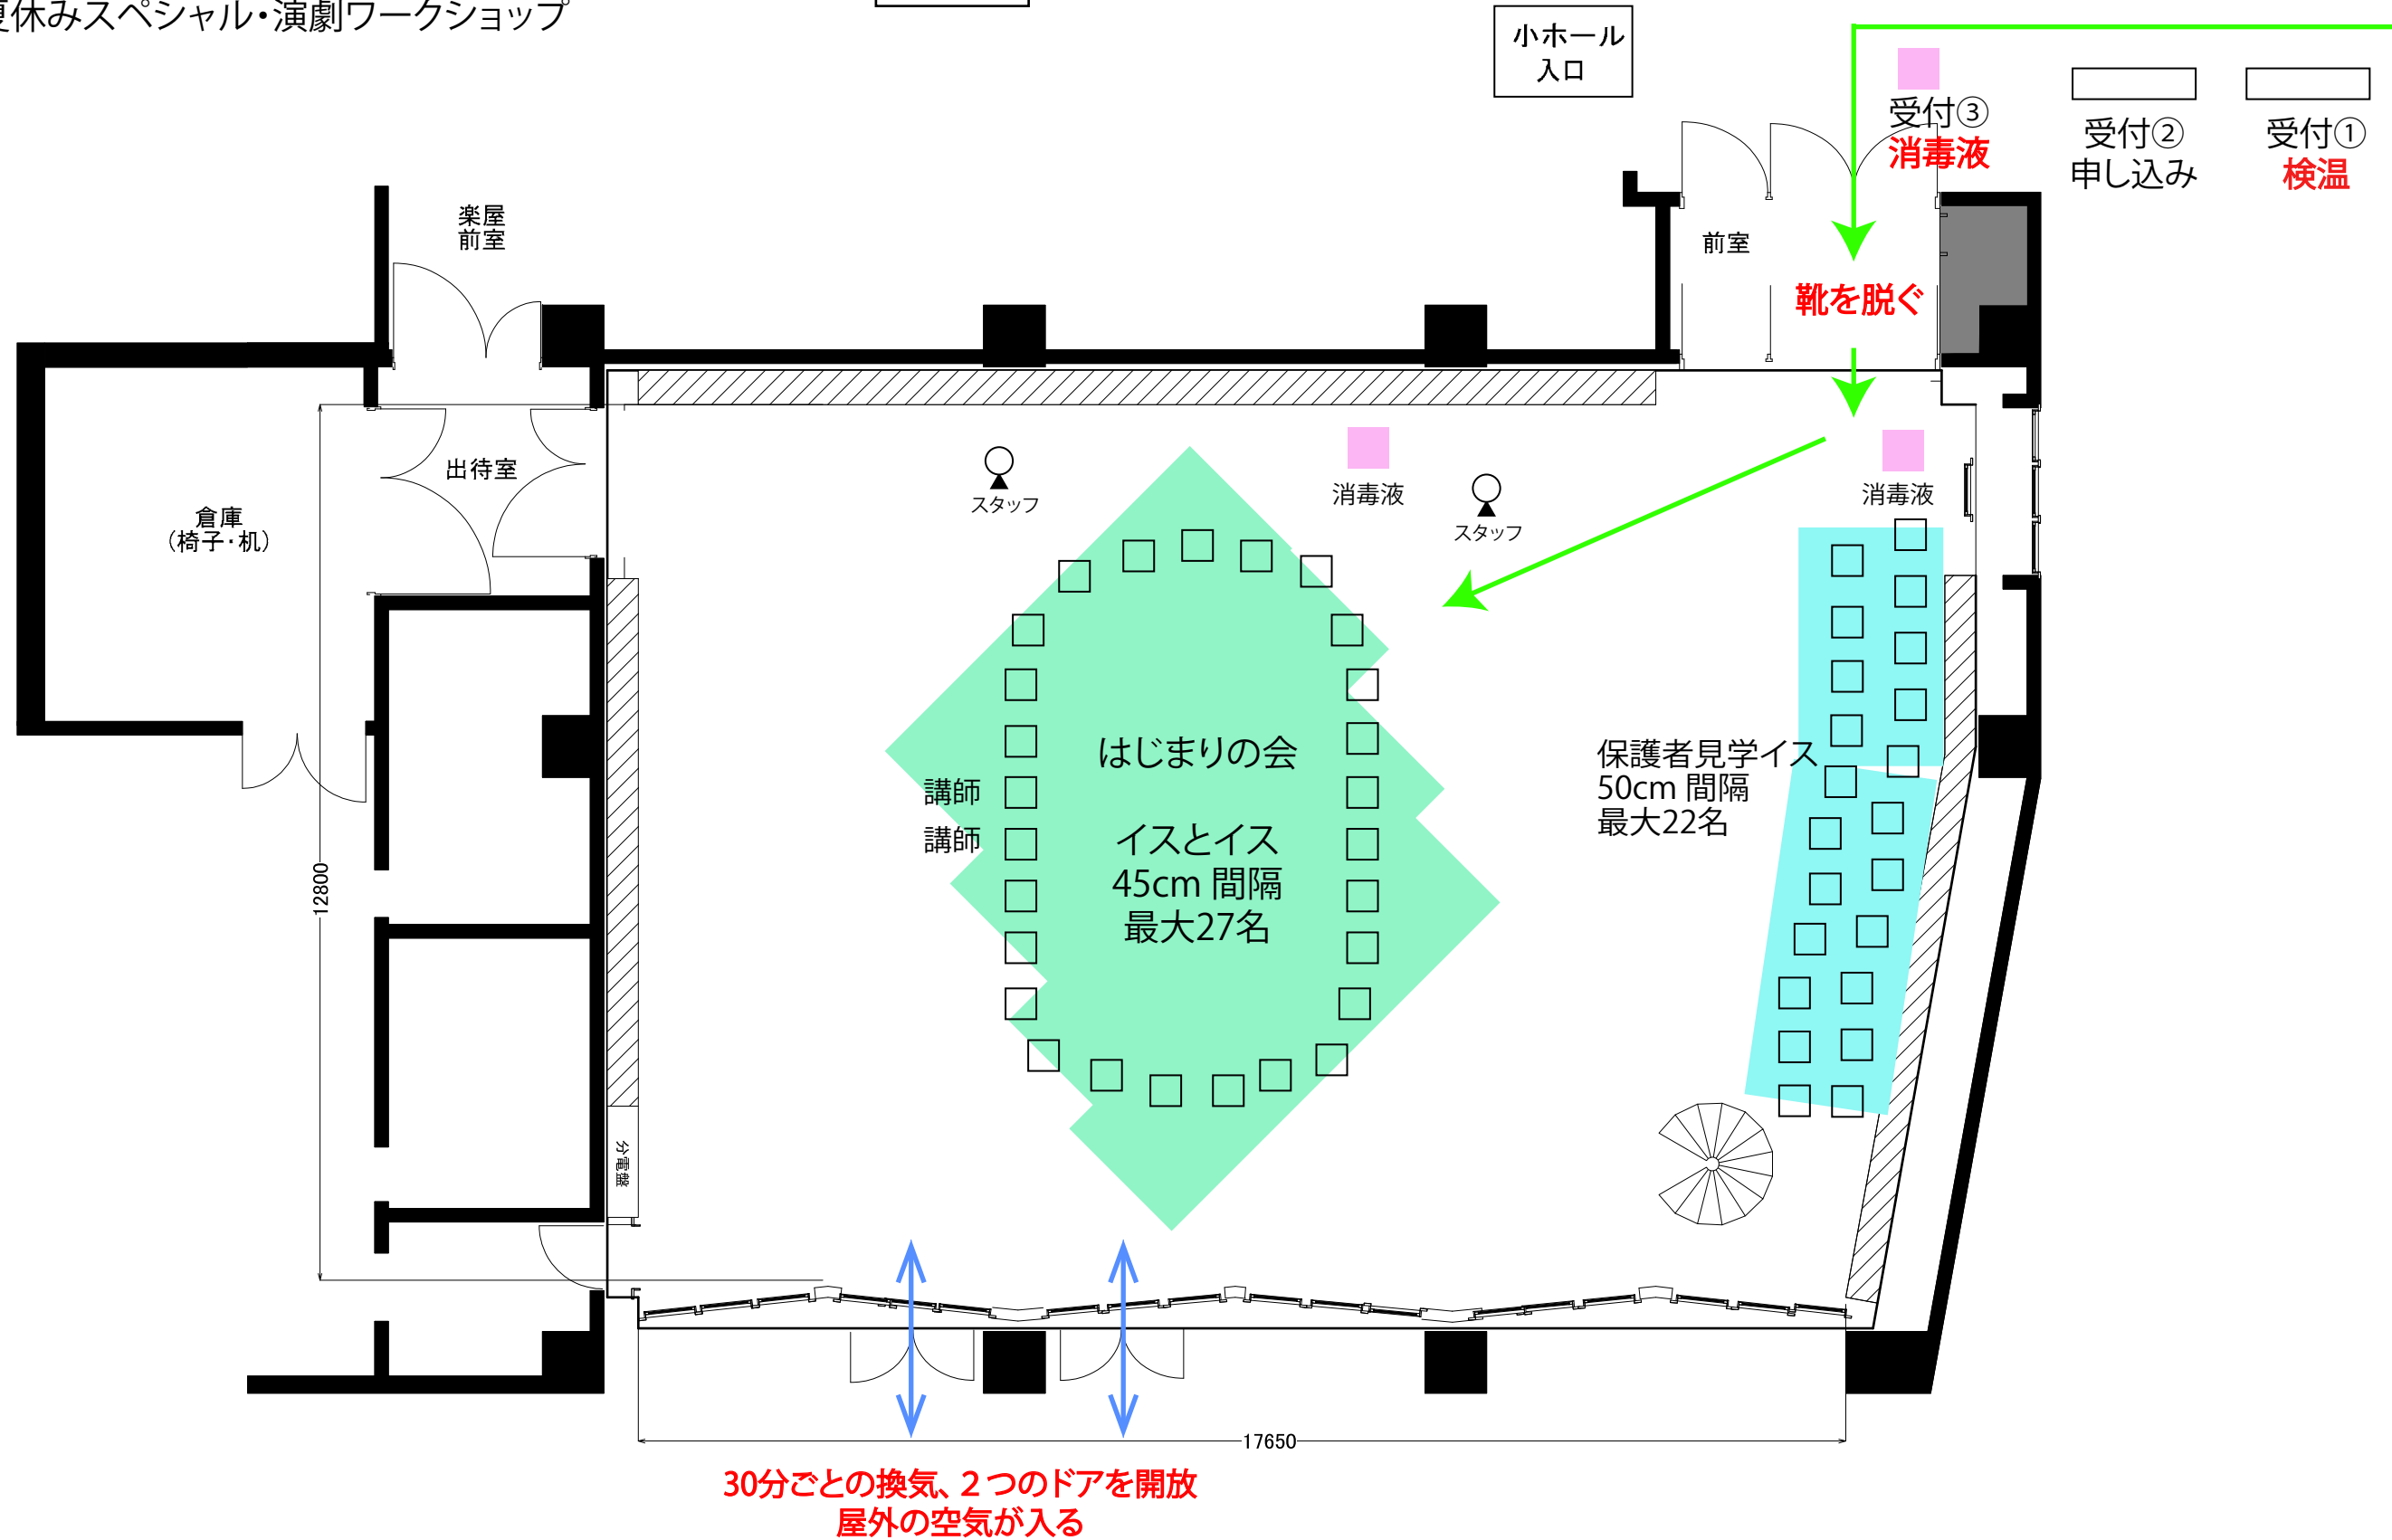 夏休みスペシャル・演劇ワークショップ
小ホール
入口
受付③
消毒液
受付②
申し込み
受付①
検温
楽屋
前室
前室
靴を脱ぐ
出待室
倉庫
（椅子・机）
スタッフ
消毒液
スタッフ
消毒液
はじまりの会
イスとイス
45cm 間隔
最大27名
講師
講師
保護者見学イス
50cm 間隔
最大22名
12800
分電盤
17650
30分ごとの換気、２つのドアを開放
屋外の空気が入る